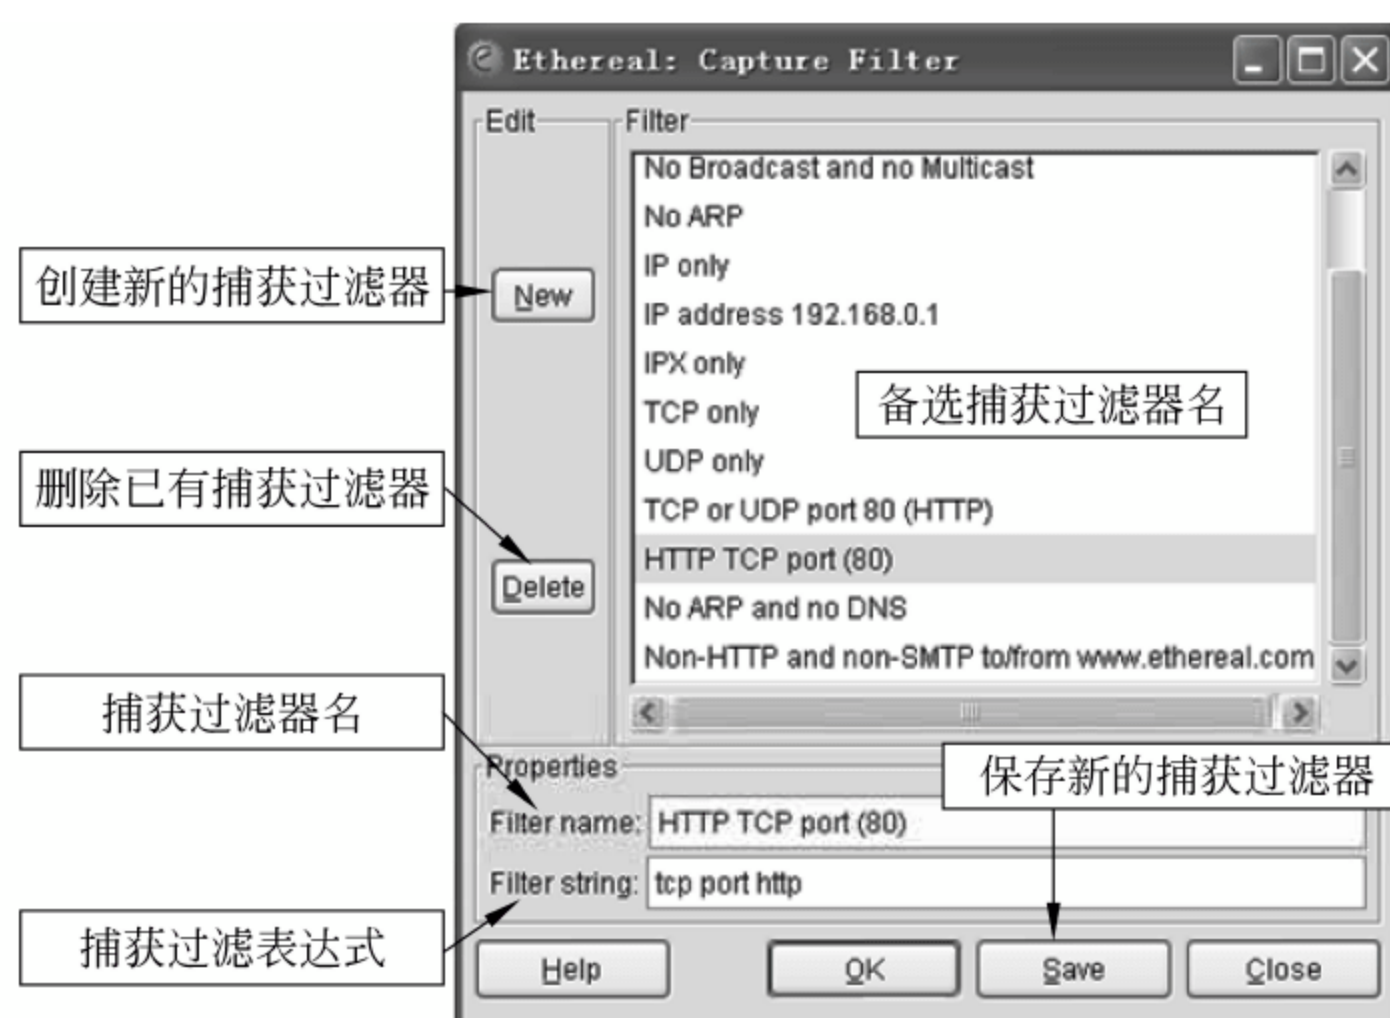 Ethereal: Capture Filter
Edit
Filter
No Broadcast and no Multicast
No ARP
IP only
创建新的捕获过滤器
New
IP address 192.168.0.1
IPX only
备选捕获过滤器名
TCP only
UDP only
删除已有捕获过滤器
TCP or UDP port 80 (HTTP)
HTTP TCP port (80)
Delete
No ARP and no DNS
Non-HTTP and non-SMTP to/from www.ethereal.com
捕获过滤器名
Properties
保存新的捕获过滤器
Filter name: HTTP TCP port (80)
Filter string: tcp port http
捕获过滤表达式
Help
OK
Save
Close